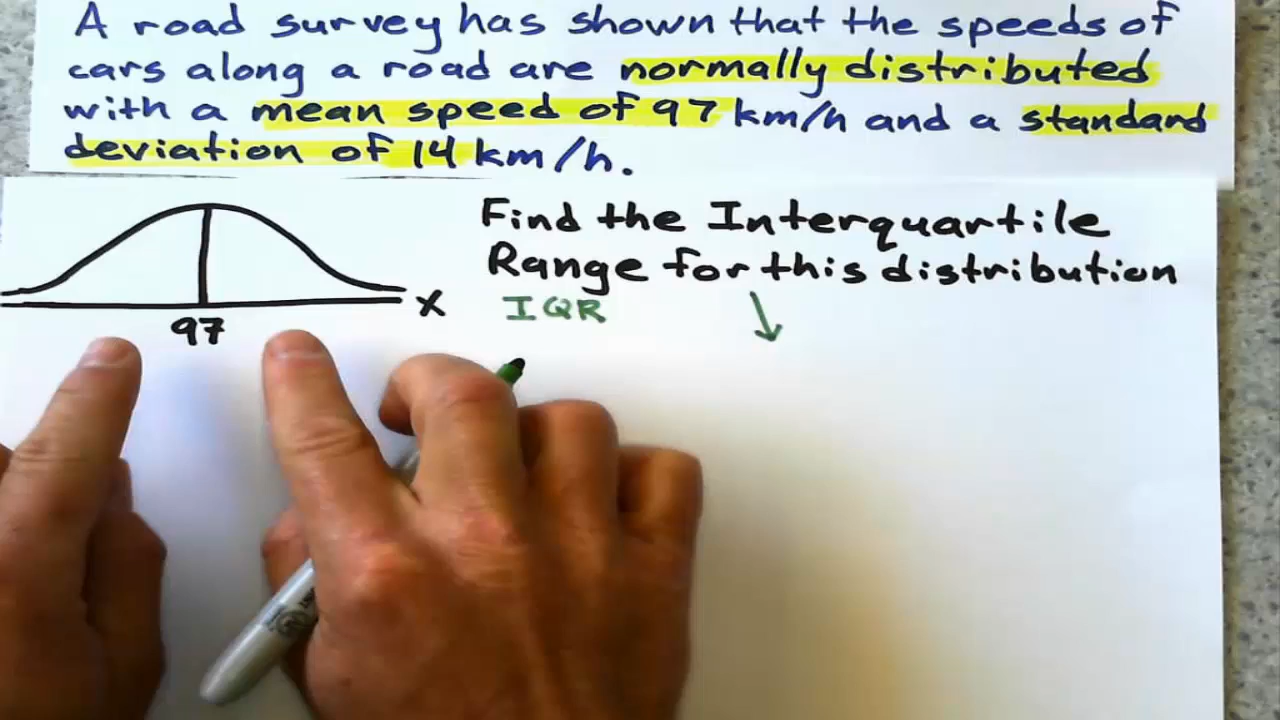 A road survey has shown that the speeds of
cars along a road are normally distributed
with a mean speed of 97 km/h and a standard
deviation of 14 km/h.
Find the Interquartile
Range for this distribution
IQR
x
97